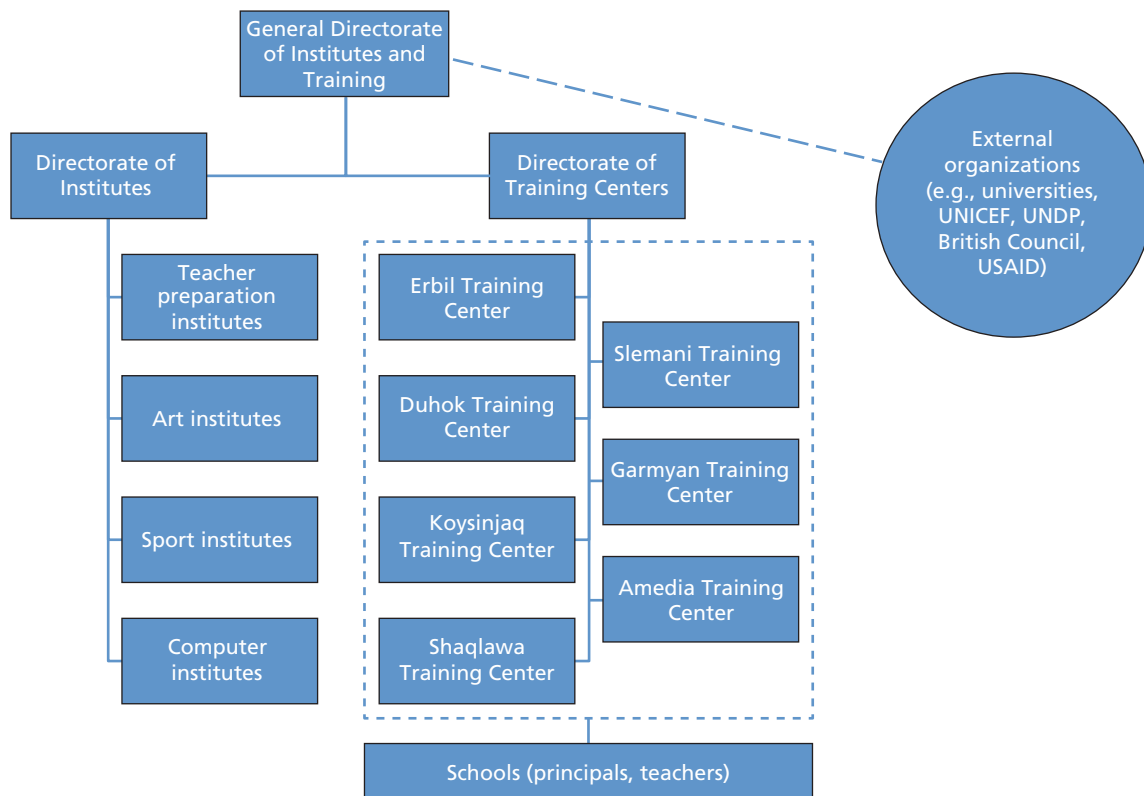 General Directorate
of Institutes and
Training
Directorate of
Institutes
Directorate of
Training Centers
External
organizations
(e.g., universities,
UNICEF, UNDP,
British Council,
USAID)
Teacher
preparation
institutes
Art institutes
Sport institutes
Computer
institutes
Erbil Training
Center
Duhok Training
Center
Koysinjaq
Training Center
Shaqlawa
Training Center
Slemani Training
Center
Garmyan Training
Center
Amedia Training
Center
Schools (principals, teachers)